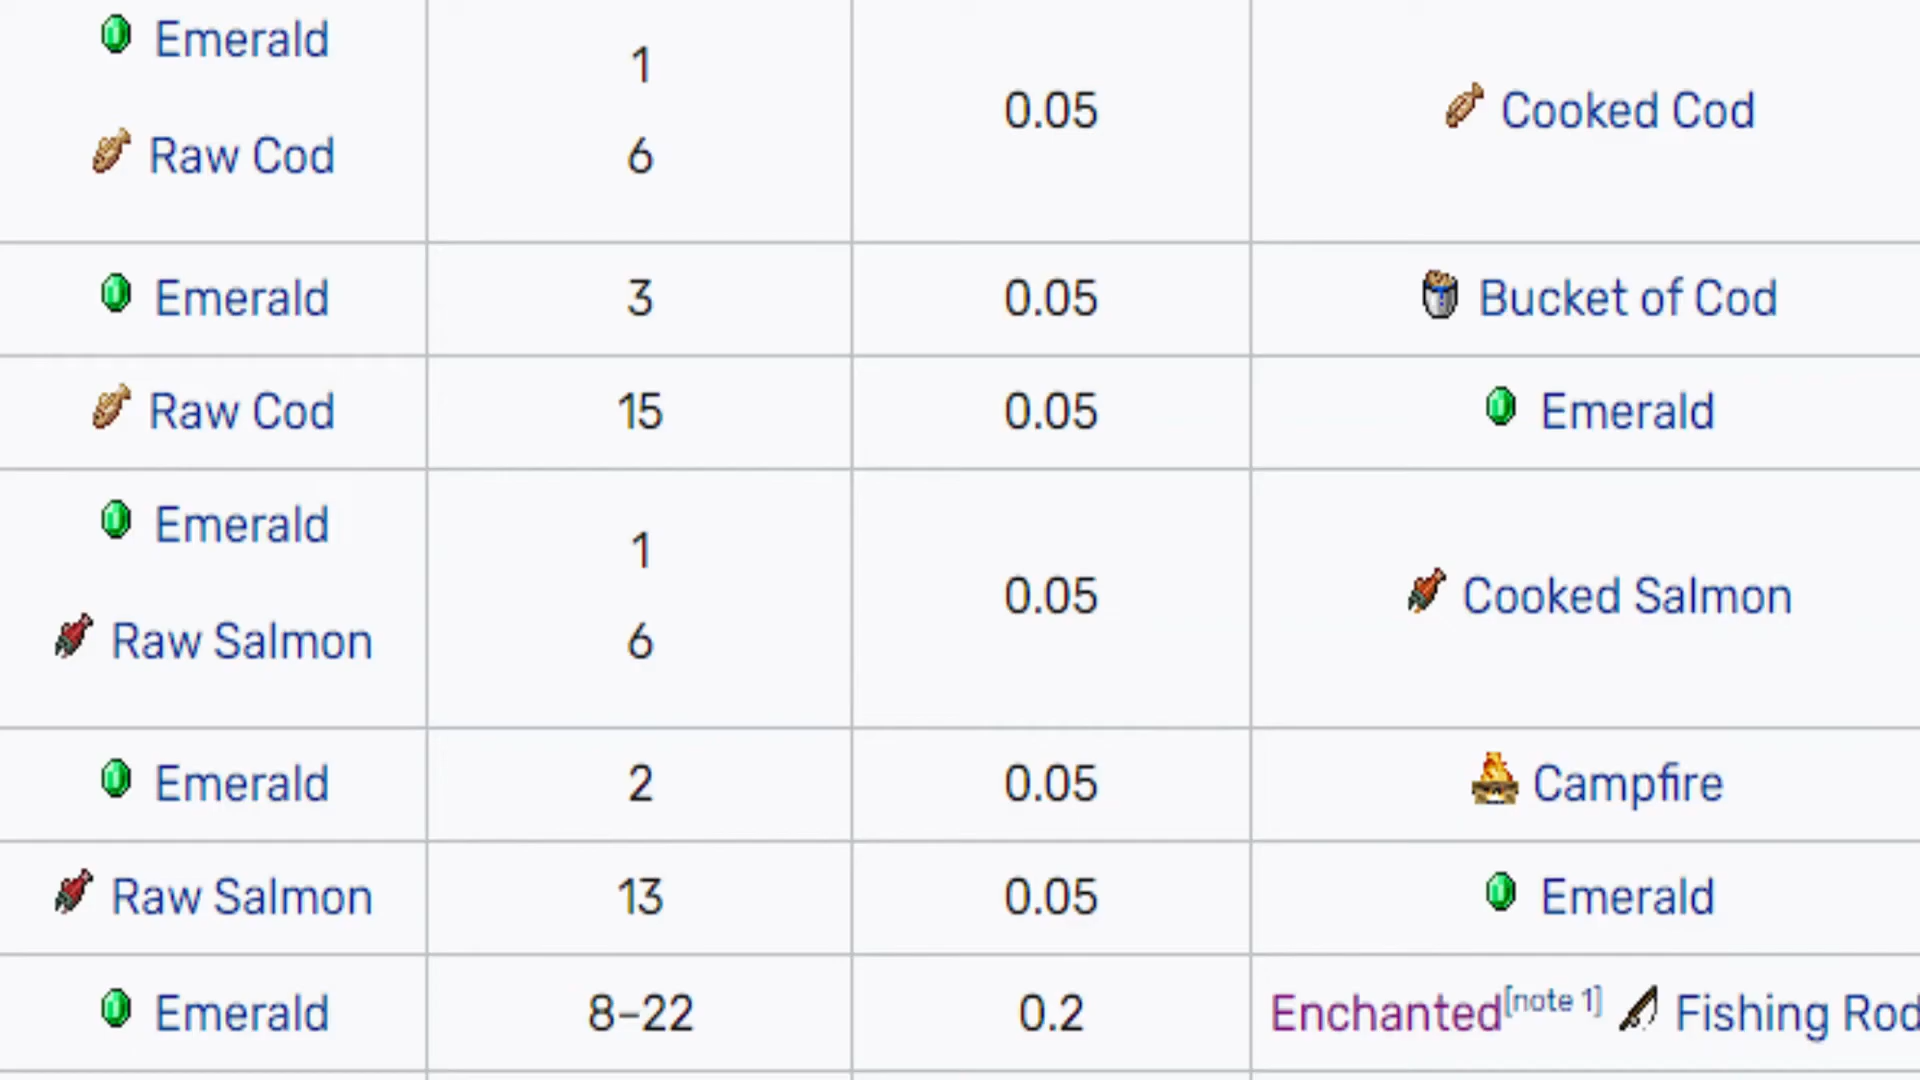 Emerald
Raw Cod
1
6
0.05
Cooked Cod
Emerald 3 0.05 Bucket of Cod
Raw Cod 15 0.05 Emerald
Emerald
Raw Salmon
1
6
0.05
Cooked Salmon
Emerald 2 0.05 Campfire
Raw Salmon 13 0.05 Emerald
Emerald 8–22 0.2 Enchanted[note 1] Fishing Rod